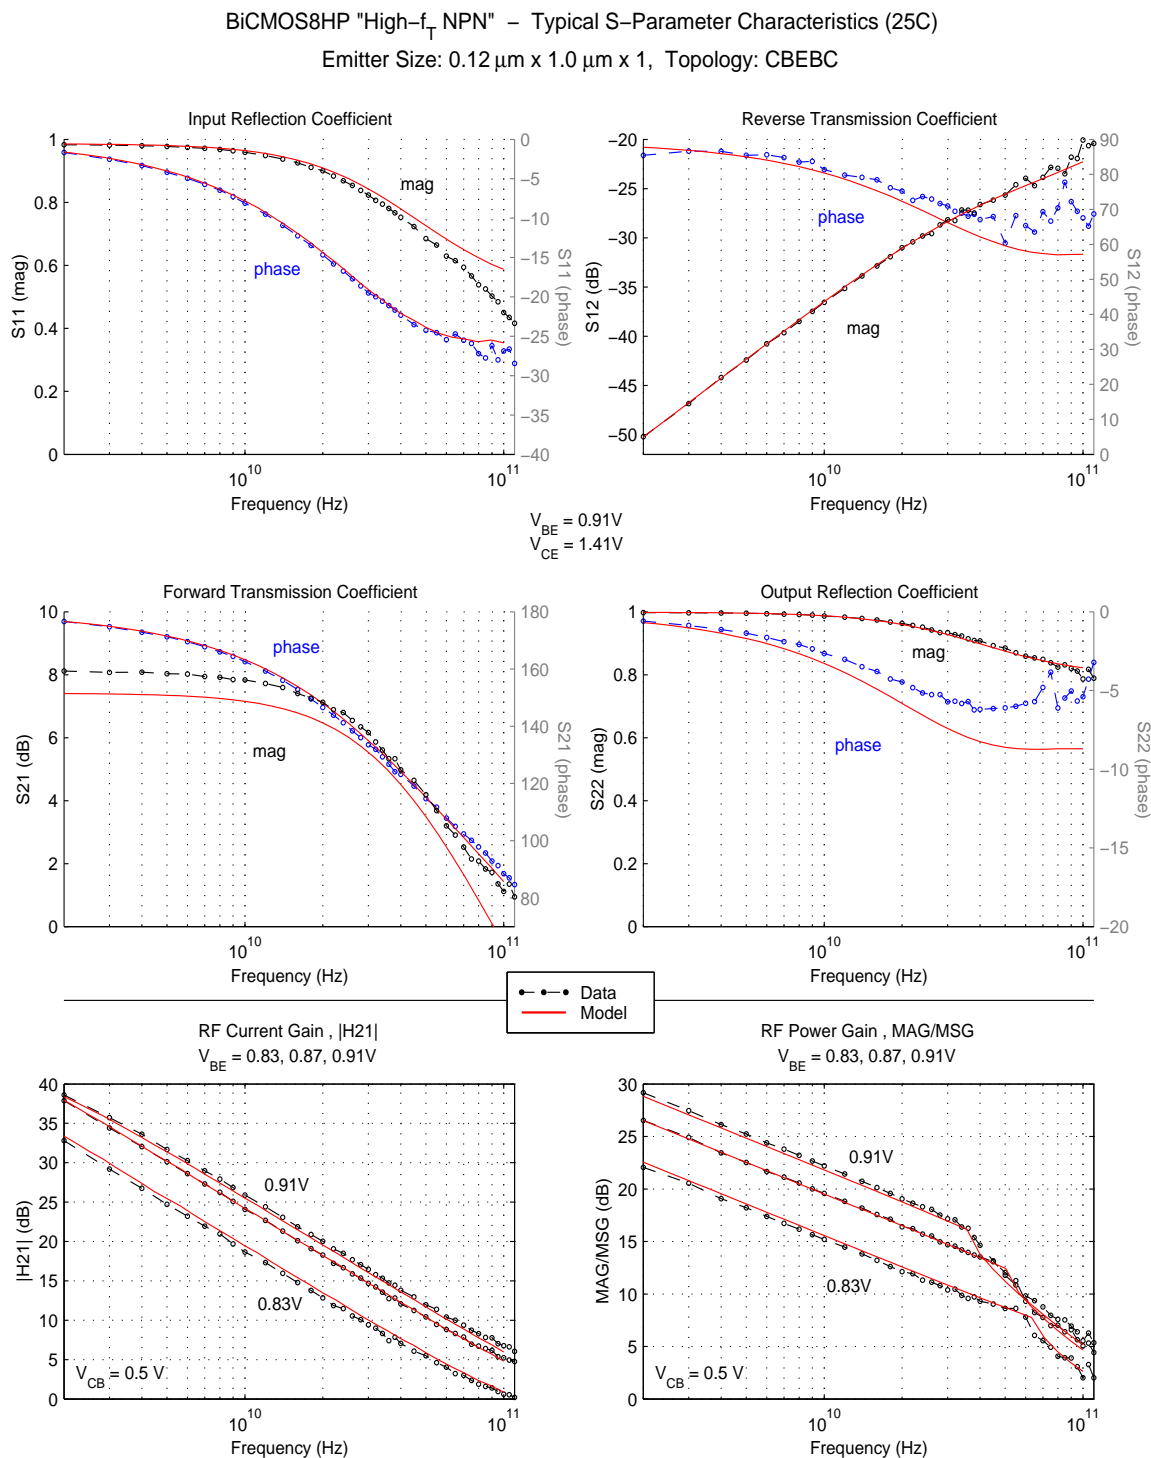 BiCMOS8HP "High−fT NPN" − Typical S−Parameter Characteristics (25C)
Emitter Size: 0.12 μm x 1.0 μm x 1, Topology: CBEBC
Input Reflection Coefficient
1
0.8
0.6
0.4
0.2
0
S11 (mag)
0
−5
−10
−15
−20
−25
−30
−35
−40
S11 (phase)
mag
phase
10^10
10^11
Frequency (Hz)
Reverse Transmission Coefficient
−20
−25
−30
−35
−40
−45
−50
S12 (dB)
90
80
70
60
50
40
30
20
10
0
S12 (phase)
phase
mag
10^10
10^11
Frequency (Hz)
VBE = 0.91V
VCE = 1.41V
Forward Transmission Coefficient
10
8
6
4
2
0
S21 (dB)
180
160
140
120
100
80
S21 (phase)
phase
mag
10^10
10^11
Frequency (Hz)
Output Reflection Coefficient
1
0.8
0.6
0.4
0.2
0
S22 (mag)
0
−5
−10
−15
−20
S22 (phase)
mag
phase
10^10
10^11
Frequency (Hz)
Data
Model
RF Current Gain , |H21|
VBE = 0.83, 0.87, 0.91V
40
35
30
25
20
15
10
5
0
|H21| (dB)
0.91V
0.83V
VCB = 0.5 V
10^10
10^11
Frequency (Hz)
RF Power Gain , MAG/MSG
VBE = 0.83, 0.87, 0.91V
30
25
20
15
10
5
0
MAG/MSG (dB)
0.91V
0.83V
VCB = 0.5 V
10^10
10^11
Frequency (Hz)